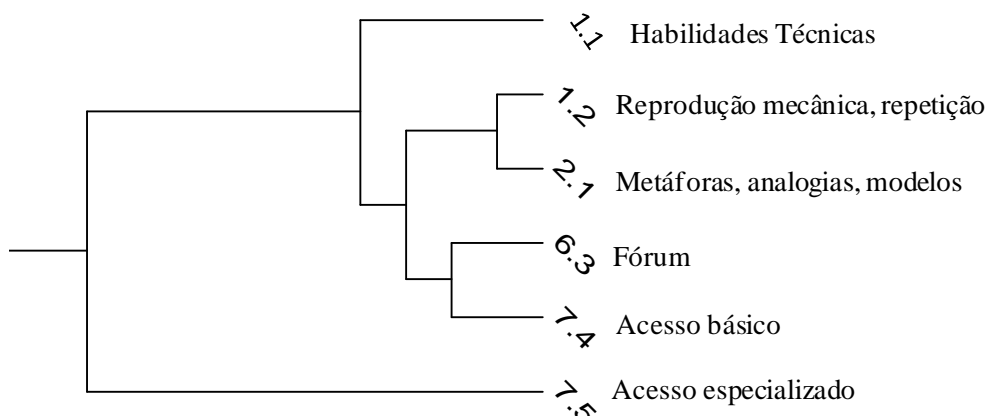 1.1 Habilidades Técnicas
1.2 Reprodução mecânica, repetição
2.1 Metáforas, analogias, modelos
6.3 Fórum
7.4 Acesso básico
7.5 Acesso especializado